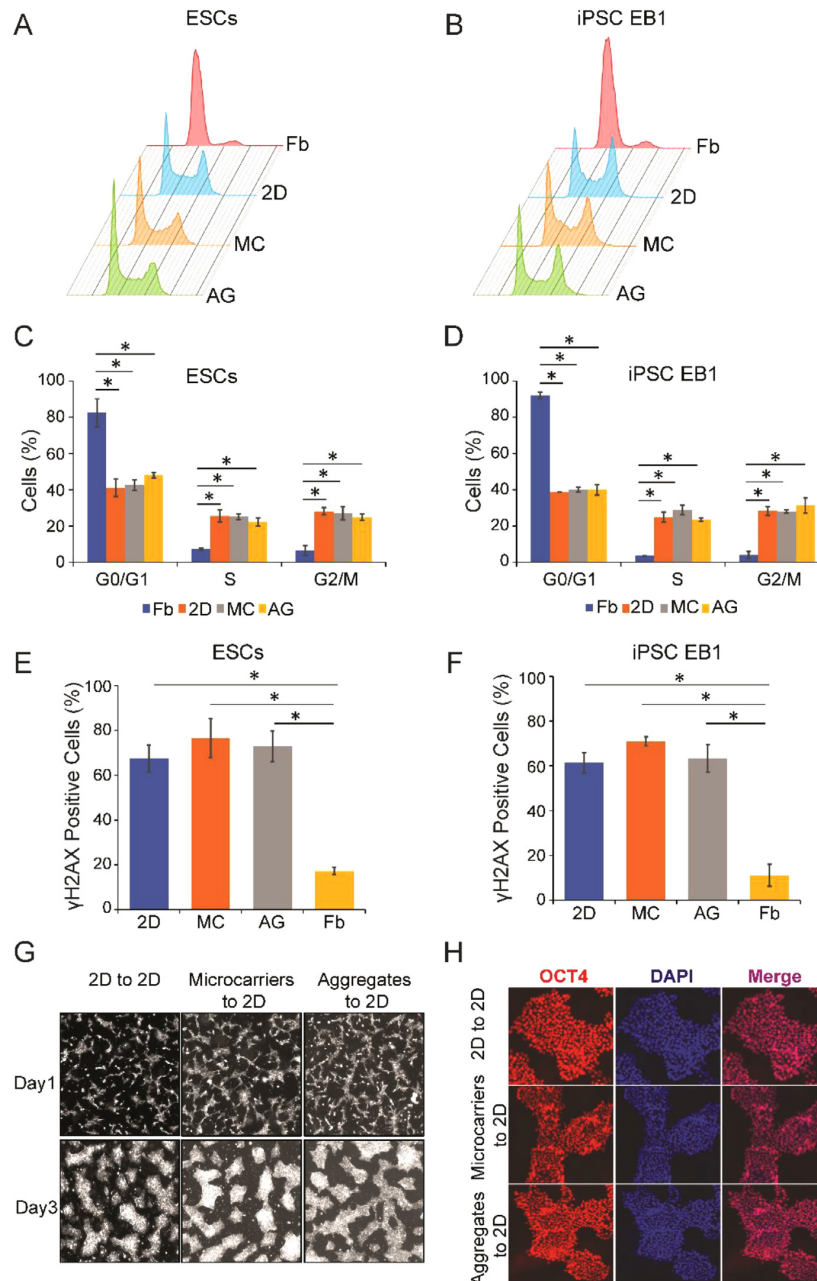 A
ESCs
Fb
2D
MC
AG
B
iPSC EB1
Fb
2D
MC
AG
C
ESCs
Cells (%)
100
80
60
40
20
0
* * *
* * *
* * *
G0/G1 S G2/M
Fb 2D MC AG
D
iPSC EB1
Cells (%)
100
80
60
40
20
0
* * *
* * *
* * *
G0/G1 S G2/M
Fb 2D MC AG
E
ESCs
γH2AX Positive Cells (%)
100
80
60
40
20
0
*
*
*
2D MC AG Fb
F
iPSC EB1
γH2AX Positive Cells (%)
100
80
60
40
20
0
*
*
*
2D MC AG Fb
G
2D to 2D
Microcarriers
to 2D
Aggregates
to 2D
Day1
Day3
H
OCT4 DAPI Merge
2D to 2D
Microcarriers
to 2D
Aggregates
to 2D